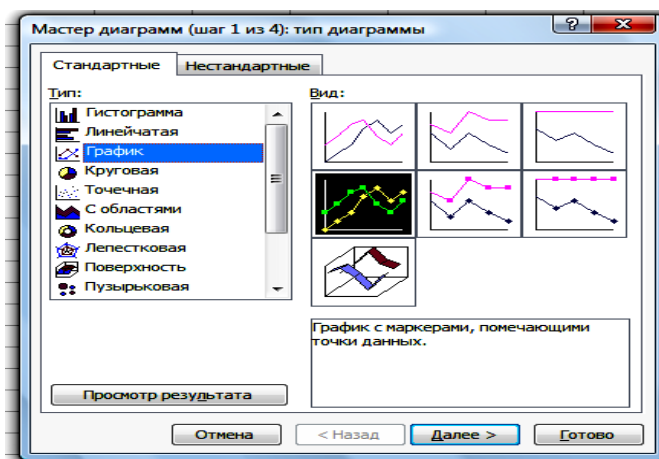 Мастер диаграмм (шаг 1 из 4): тип диаграммы
Стандартные
Нестандартные
Тип:
Гистограмма
Линейчатая
График
Круговая
Точечная
С областями
Кольцевая
Лепестковая
Поверхность
Пузырьковая
Вид:
График с маркерами, помечающими
точки данных.
Просмотр результата
Отмена
< Назад
Далее >
Готово